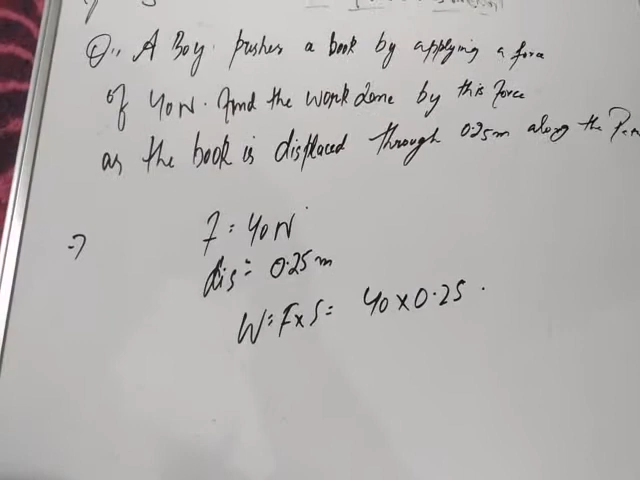 Q.. A Boy pushes a book by applying a force
of 40N. find the work done by this force
as the book is displaced through 0.25m along the
F = 40N
dis = 0.25m
W = F x S = 40 x 0.25